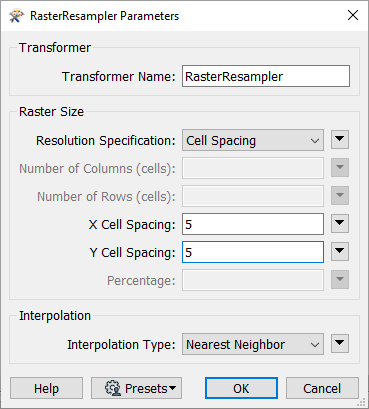 RasterResampler Parameters
Transformer
Transformer Name: RasterResampler
Raster Size
Resolution Specification: Cell Spacing
Number of Columns (cells):
Number of Rows (cells):
X Cell Spacing: 5
Y Cell Spacing: 5
Percentage:
Interpolation
Interpolation Type: Nearest Neighbor
Help Presets OK Cancel